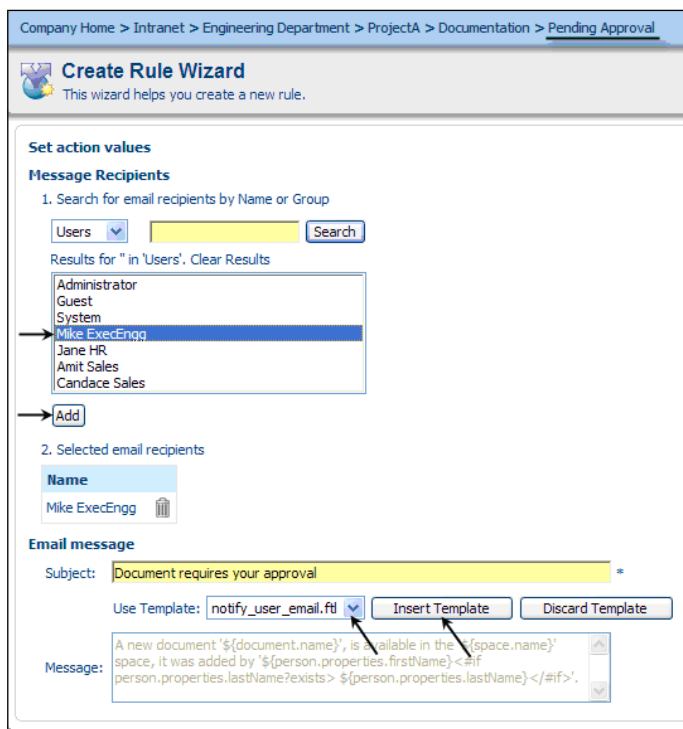 Company Home > Intranet > Engineering Department > ProjectA > Documentation > Pending Approval
Create Rule Wizard
This wizard helps you create a new rule.
Set action values
Message Recipients
1. Search for email recipients by Name or Group
Users Search
Results for '' in 'Users'. Clear Results
Administrator
Guest
System
Mike ExecEngg
Jane HR
Amit Sales
Candace Sales
Add
2. Selected email recipients
Name
Mike ExecEngg
Email message
Subject: Document requires your approval *
Use Template: notify_user_email.ftl Insert Template Discard Template
Message:
A new document '${document.name}', is available in the '${space.name}'
space, it was added by '${person.properties.firstName}<#if
person.properties.lastName?exists> ${person.properties.lastName}</#if>'.